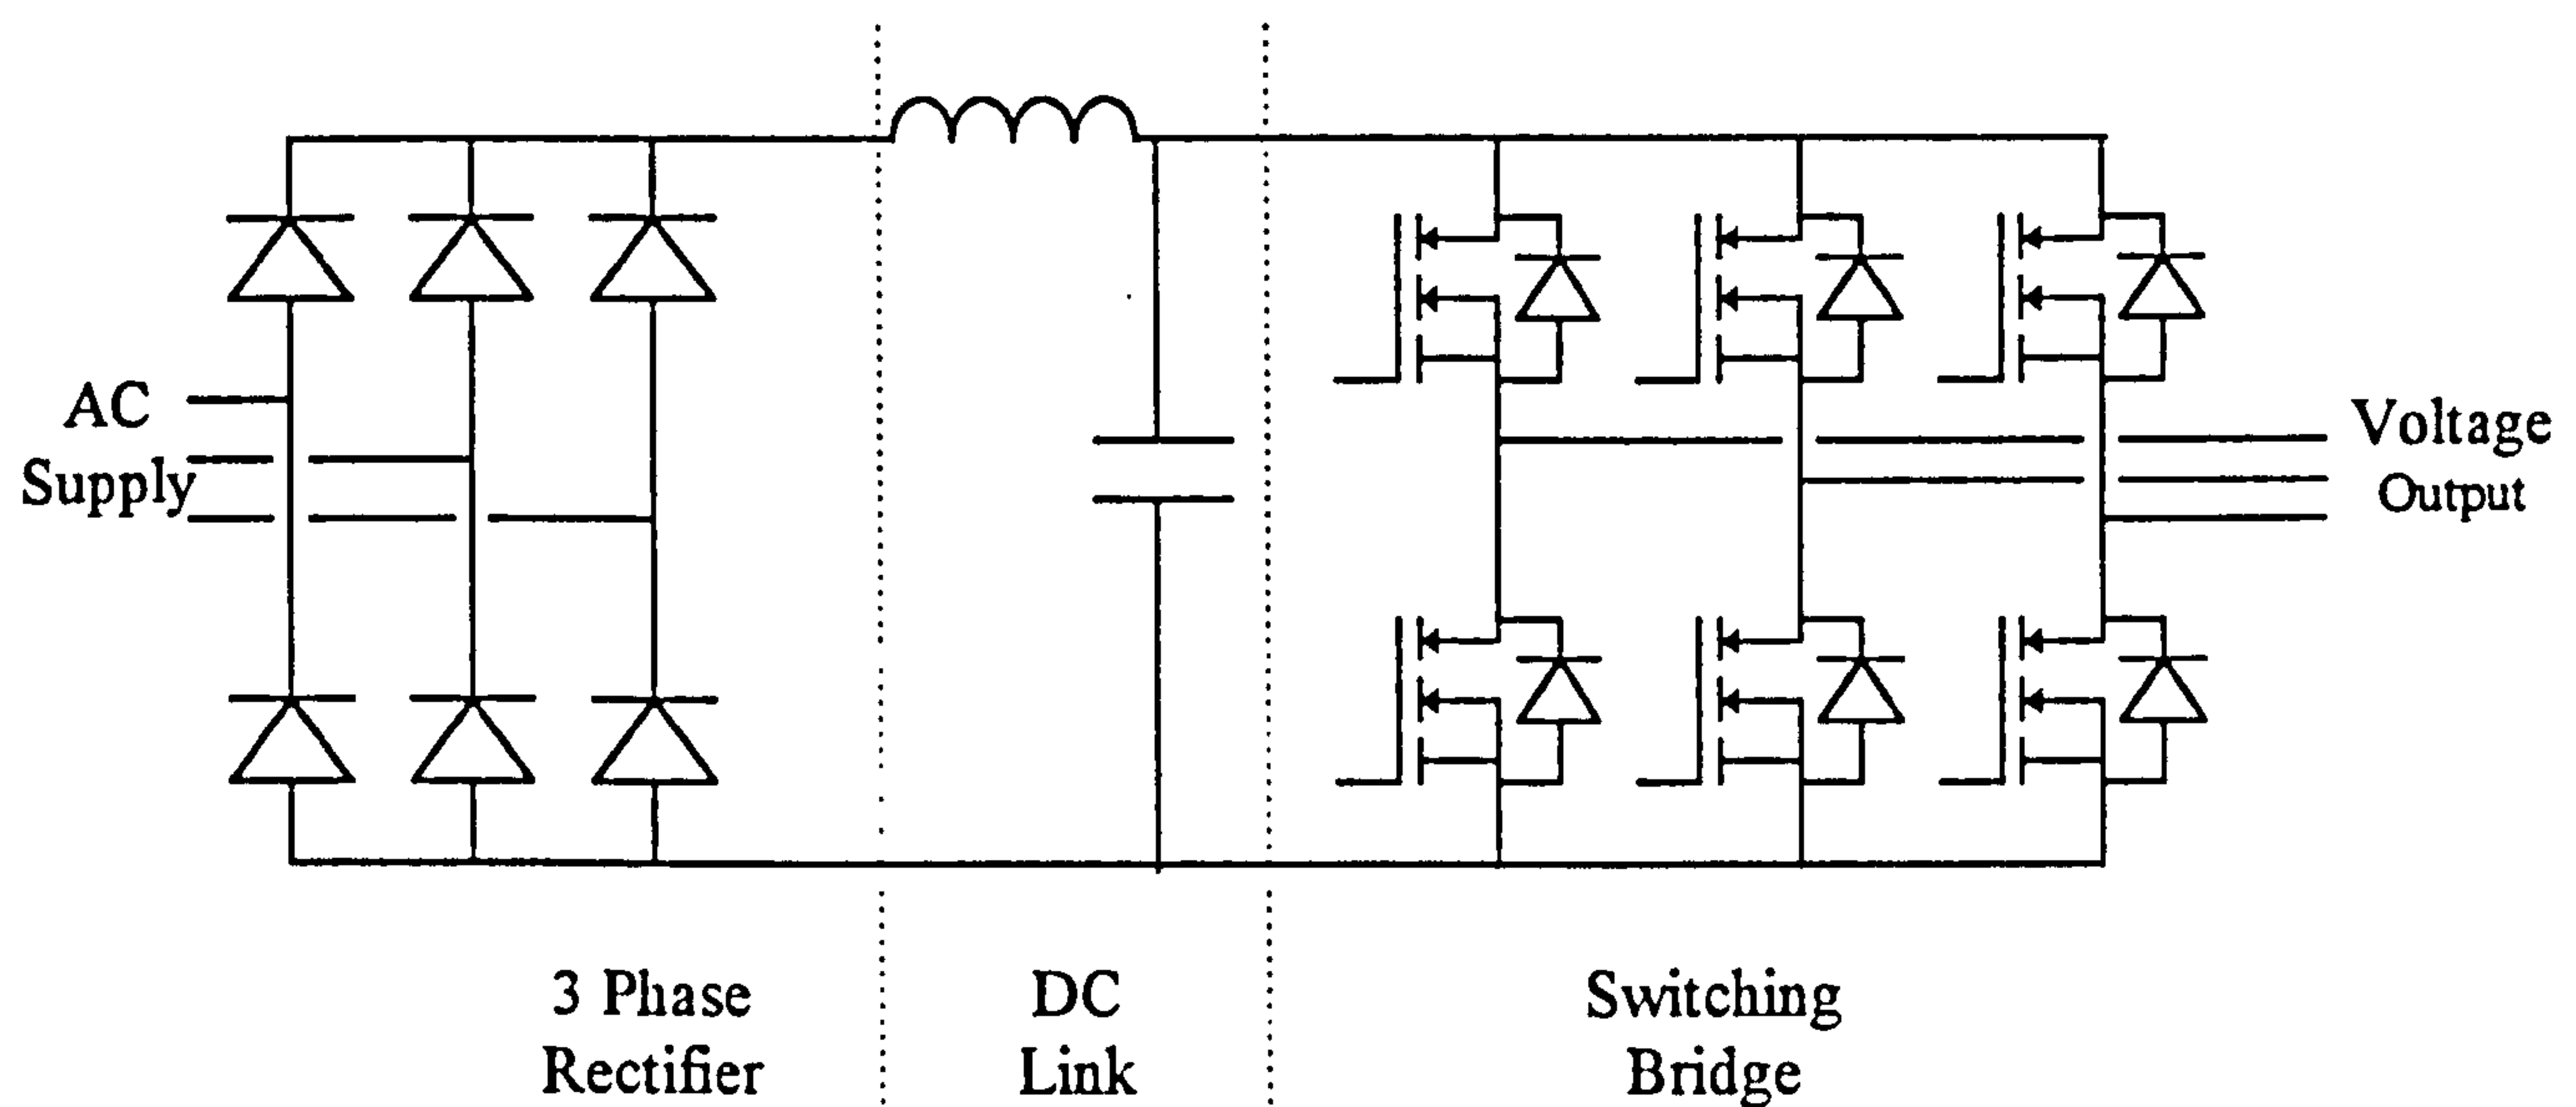 AC
Supply
Voltage
Output
3 Phase
Rectifier
DC
Link
Switching
Bridge